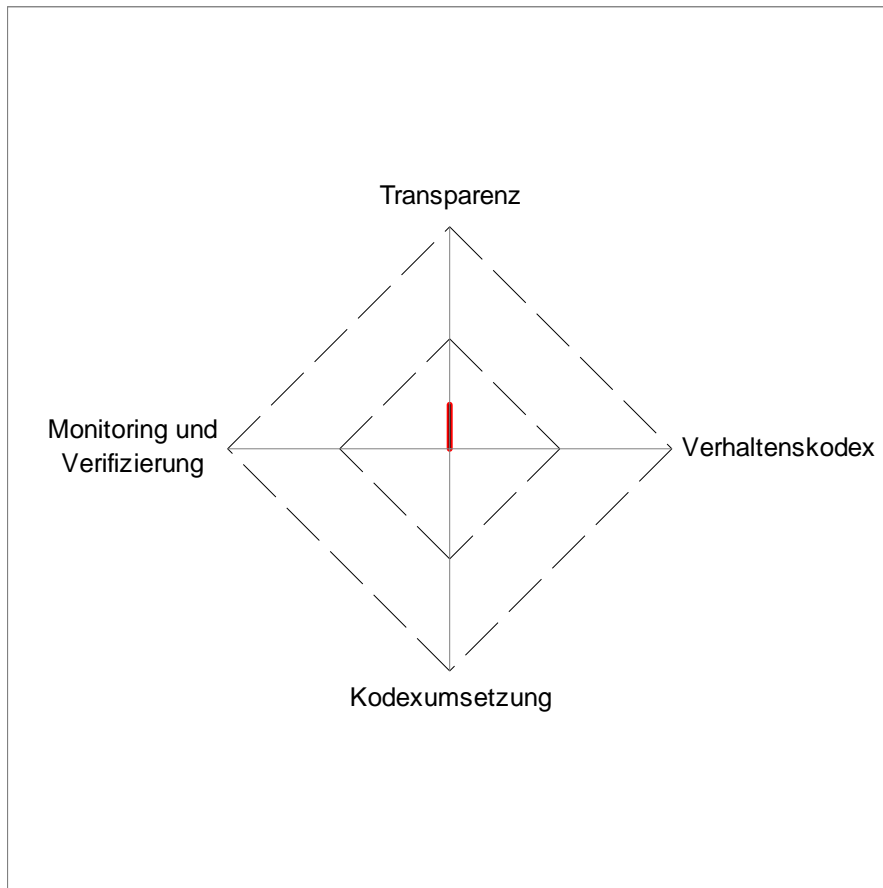 Transparenz
Monitoring und
Verifizierung
Verhaltenskodex
Kodexumsetzung